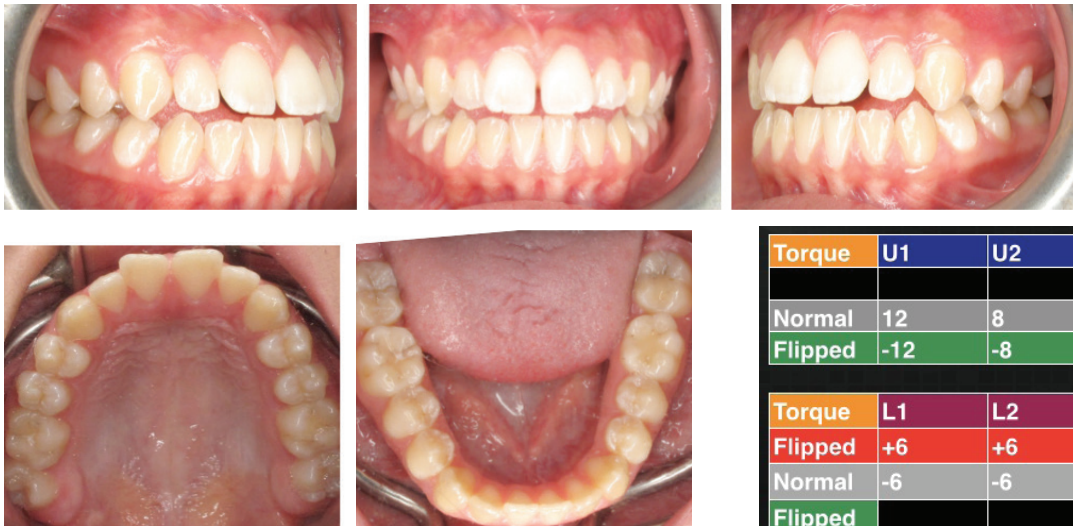 Torque U1 U2
Normal 12 8
Flipped -12 -8
Torque L1 L2
Flipped +6 +6
Normal -6 -6
Flipped